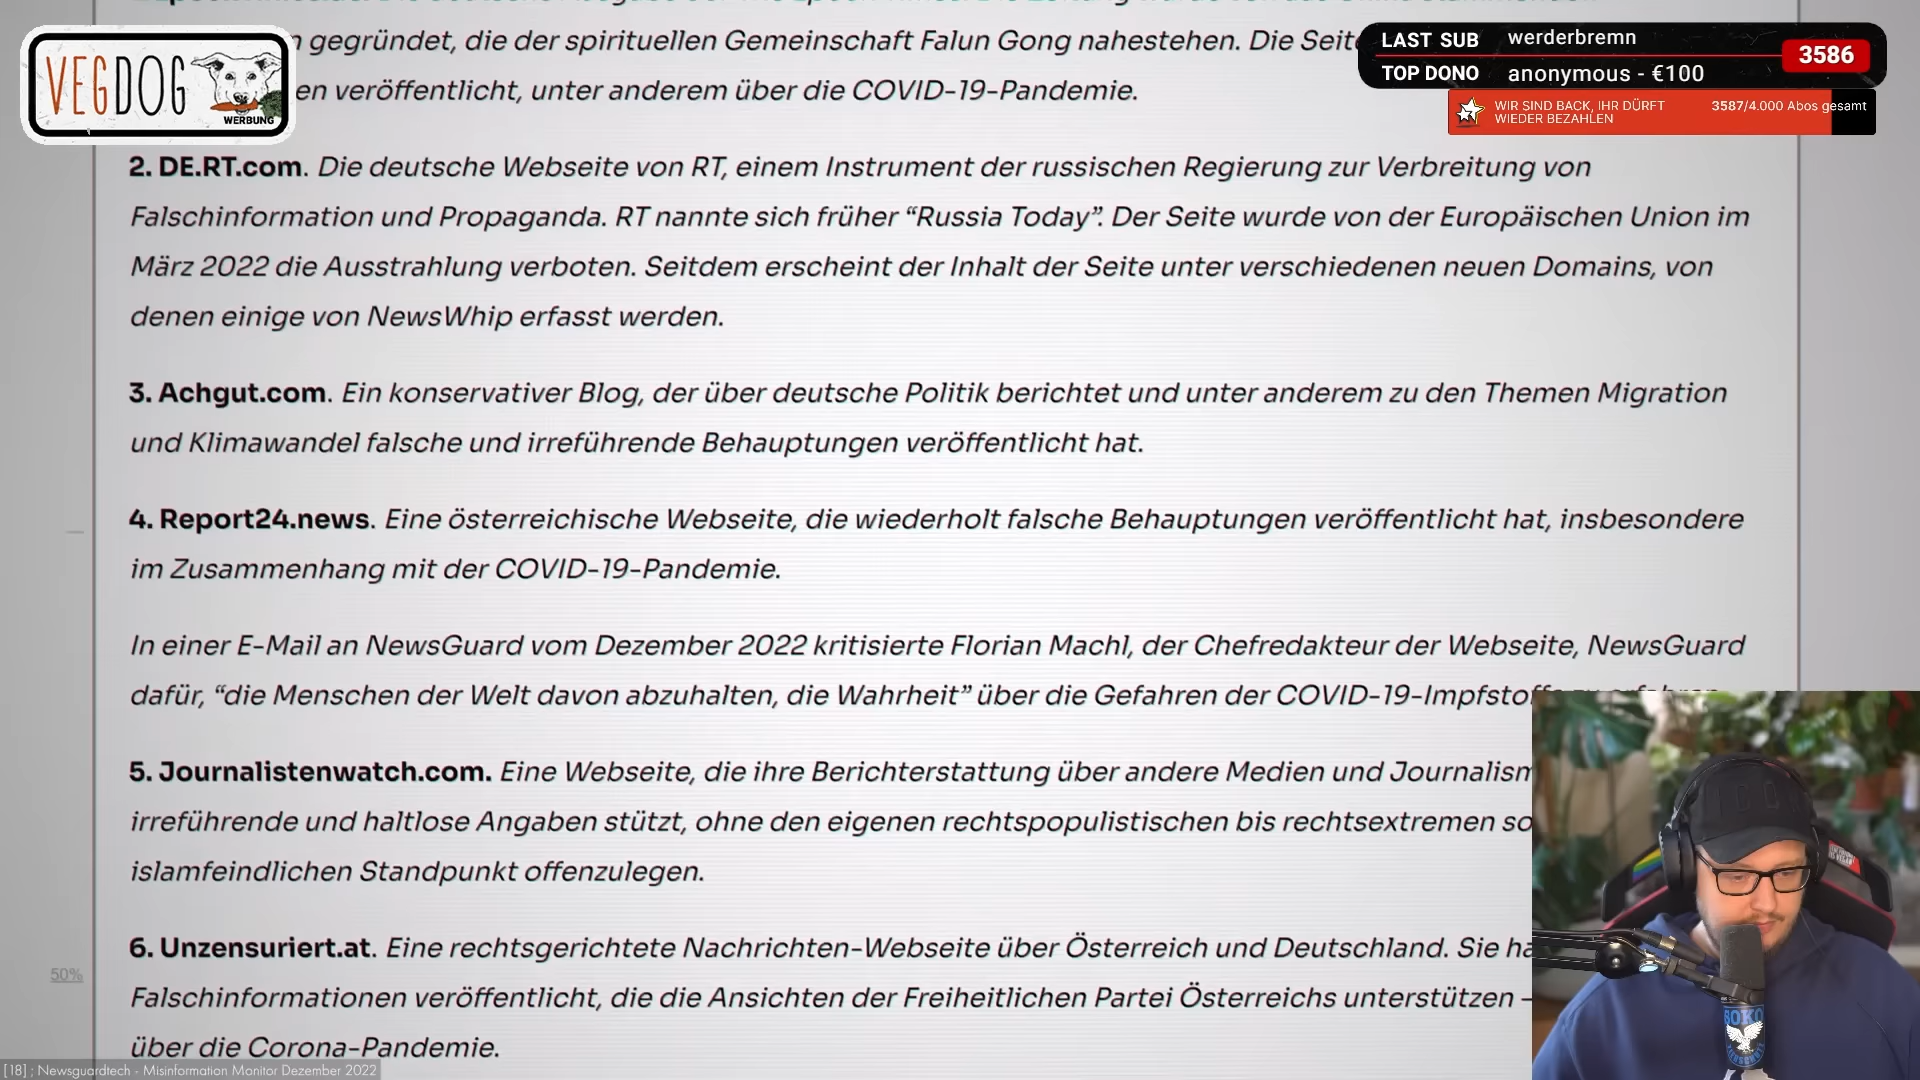 VEGDOG
WERBUNG
gegründet, die der spirituellen Gemeinschaft Falun Gong nahestehen. Die Seite
en veröffentlicht, unter anderem über die COVID-19-Pandemie.
LAST SUB werderbremn
TOP DONO anonymous - €100
3586
WIR SIND BACK, IHR DÜRFT
WIEDER BEZAHLEN
3587/4.000 Abos gesamt
2. DE.RT.com. Die deutsche Webseite von RT, einem Instrument der russischen Regierung zur Verbreitung von
Falschinformation und Propaganda. RT nannte sich früher “Russia Today”. Der Seite wurde von der Europäischen Union im
März 2022 die Ausstrahlung verboten. Seitdem erscheint der Inhalt der Seite unter verschiedenen neuen Domains, von
denen einige von NewsWhip erfasst werden.
3. Achgut.com. Ein konservativer Blog, der über deutsche Politik berichtet und unter anderem zu den Themen Migration
und Klimawandel falsche und irreführende Behauptungen veröffentlicht hat.
4. Report24.news. Eine österreichische Webseite, die wiederholt falsche Behauptungen veröffentlicht hat, insbesondere
im Zusammenhang mit der COVID-19-Pandemie.
In einer E-Mail an NewsGuard vom Dezember 2022 kritisierte Florian Machl, der Chefredakteur der Webseite, NewsGuard
dafür, “die Menschen der Welt davon abzuhalten, die Wahrheit” über die Gefahren der COVID-19-Impfstoffe
5. Journalistenwatch.com. Eine Webseite, die ihre Berichterstattung über andere Medien und Journalism
irreführende und haltlose Angaben stützt, ohne den eigenen rechtspopulistischen bis rechtsextremen so
islamfeindlichen Standpunkt offenzulegen.
6. Unzensuriert.at. Eine rechtsgerichtete Nachrichten-Webseite über Österreich und Deutschland. Sie ha
Falschinformationen veröffentlicht, die die Ansichten der Freiheitlichen Partei Österreichs unterstützen –
über die Corona-Pandemie.
50%
[18] ; Newsguardtech - Misinformation Monitor Dezember 2022
SOKO